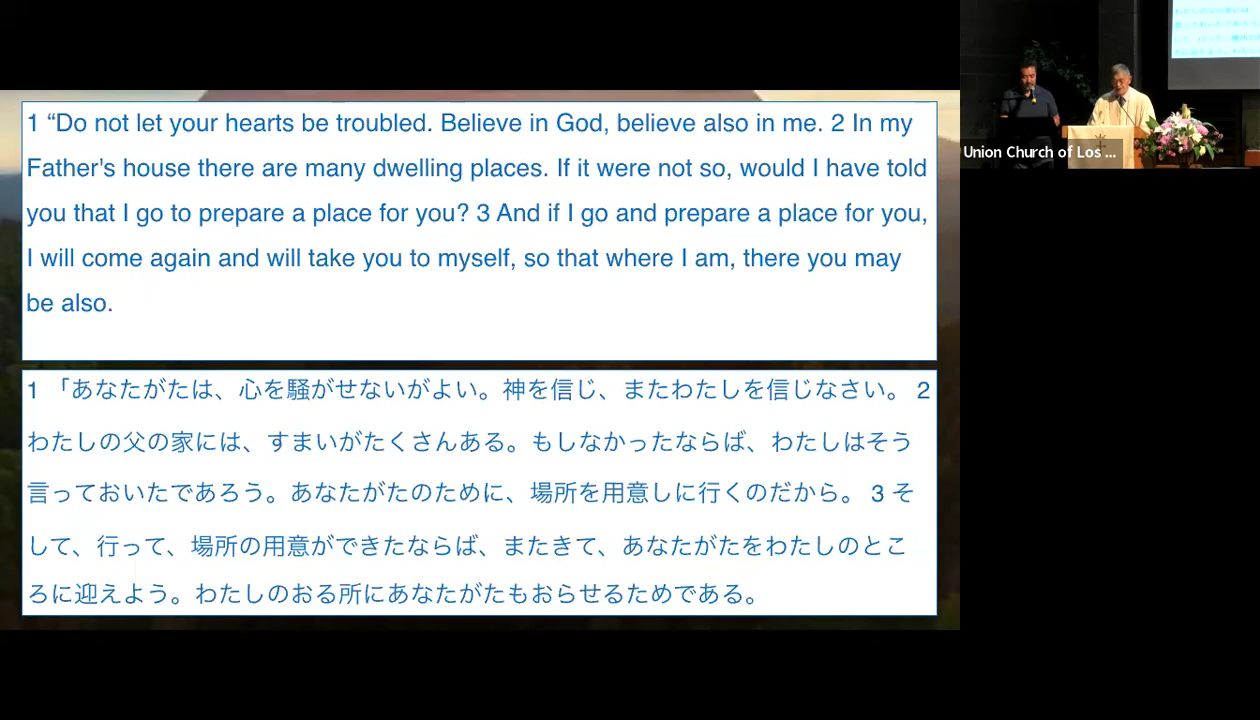 1 “Do not let your hearts be troubled. Believe in God, believe also in me. 2 In my
Father's house there are many dwelling places. If it were not so, would I have told
you that I go to prepare a place for you? 3 And if I go and prepare a place for you,
I will come again and will take you to myself, so that where I am, there you may
be also.
1 「あなたがたは、心を騒がせないがよい。神を信じ、またわたしを信じなさい。 2
わたしの父の家には、すまいがたくさんある。もしなかったならば、わたしはそう
言っておいたであろう。あなたがたのために、場所を用意しに行くのだから。 3 そ
して、行って、場所の用意ができたならば、またきて、あなたがたをわたしのとこ
ろに迎えよう。わたしのおる所にあなたがたもおらせるためである。
Union Church of Los ...